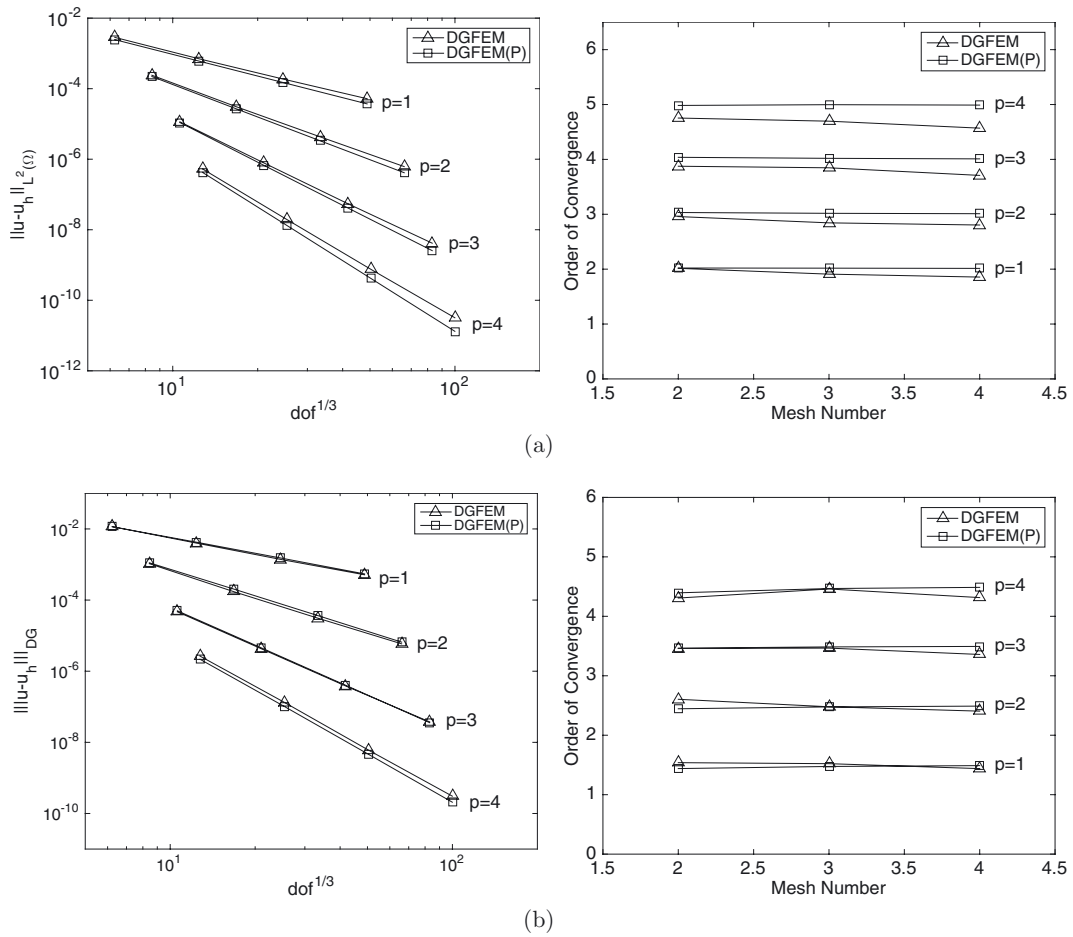 10^-2
10^-4
10^-6
10^-8
10^-10
10^-12
||u-u_h||_L^2(Ω)
DGFEM
DGFEM(P)
p=1
p=2
p=3
p=4
10^1
10^2
dof^1/3
6
5
4
3
2
1
0
Order of Convergence
DGFEM
DGFEM(P)
p=4
p=3
p=2
p=1
1.5 2 2.5 3 3.5 4 4.5
Mesh Number
(a)
10^-2
10^-4
10^-6
10^-8
10^-10
|||u-u_h|||_DG
DGFEM
DGFEM(P)
p=1
p=2
p=3
p=4
10^1
10^2
dof^1/3
6
5
4
3
2
1
0
Order of Convergence
DGFEM
DGFEM(P)
p=4
p=3
p=2
p=1
1.5 2 2.5 3 3.5 4 4.5
Mesh Number
(b)